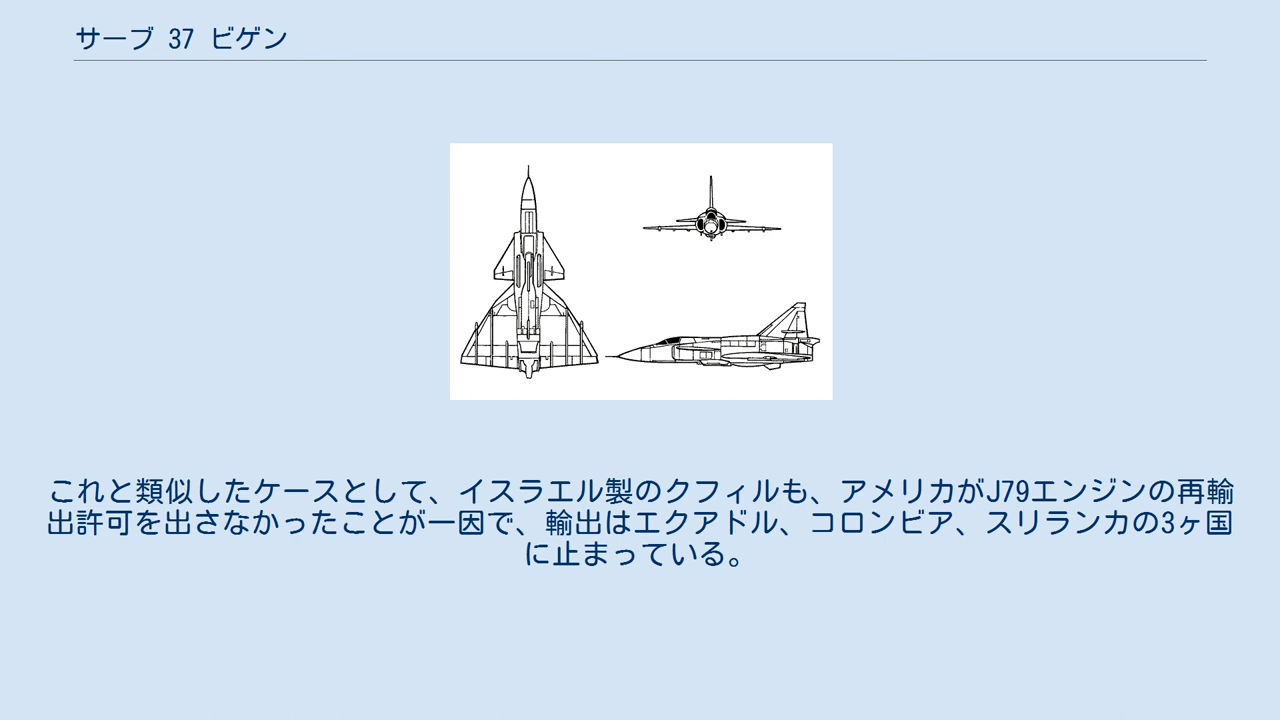 サーブ 37 ビゲン
これと類似したケースとして、イスラエル製のクフィルも、アメリカがJ79エンジンの再輸
出許可を出さなかったことが一因で、輸出はエクアドル、コロンビア、スリランカの3ヶ国
に止まっている。